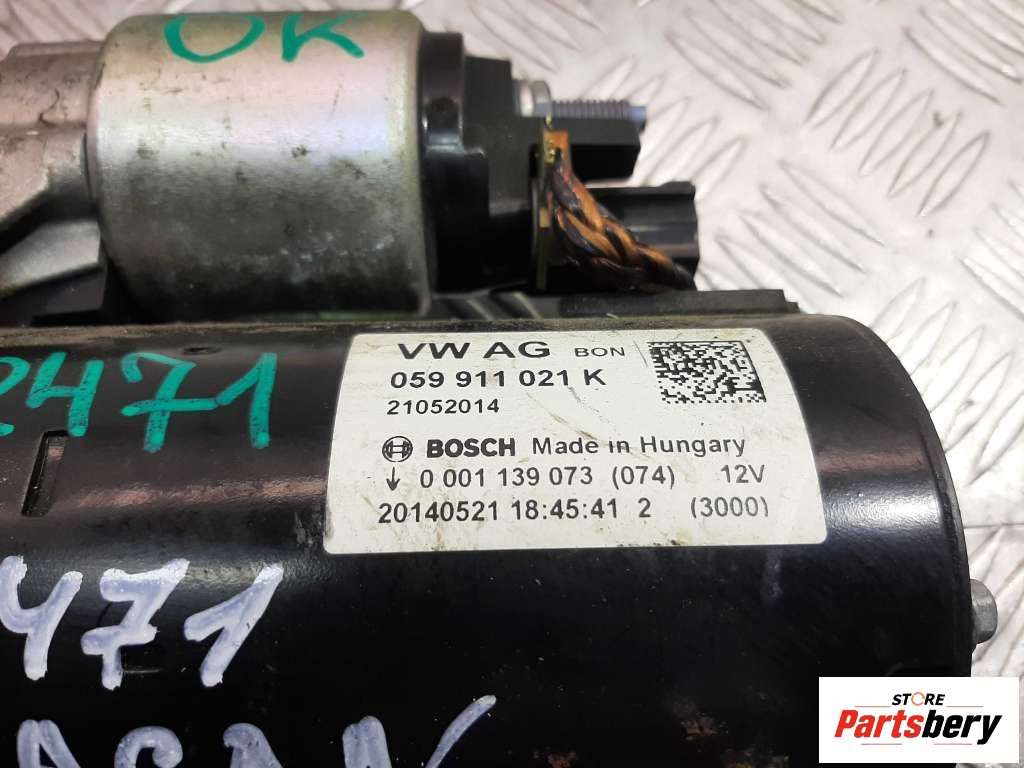 OK
2471
VW AG BON
059 911 021 K
21052014
BOSCH Made in Hungary
↓ 0 001 139 073 (074) 12V
20140521 18:45:41 2 (3000)
471
STORE
Partsbery